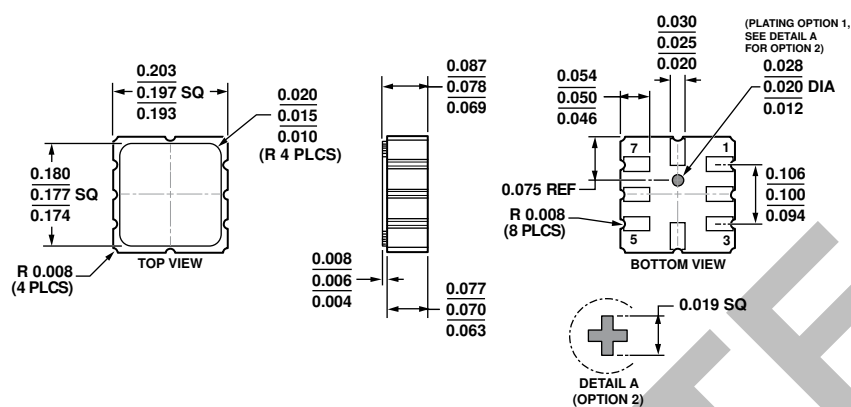 0.203
0.197 SQ
0.193
0.020
0.015
0.010
(R 4 PLCS)
0.180
0.177 SQ
0.174
R 0.008
(4 PLCS)
TOP VIEW
0.087
0.078
0.069
0.008
0.006
0.004
0.077
0.070
0.063
0.030
0.025
0.020
(PLATING OPTION 1,
SEE DETAIL A
FOR OPTION 2)
0.054
0.050
0.046
0.028
0.020 DIA
0.012
7
1
0.075 REF
0.106
0.100
0.094
R 0.008
(8 PLCS)
5
3
BOTTOM VIEW
0.019 SQ
DETAIL A
(OPTION 2)